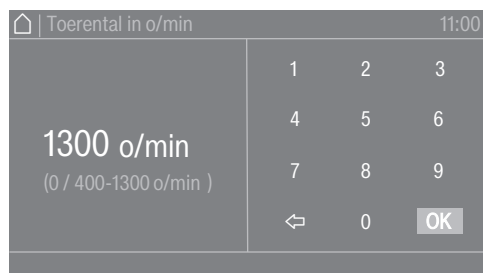 | Toerental in o/min 11:00
1 2 3
4 5 6
1300 o/min
(0 / 400-1300 o/min )
7 8 9
0 OK